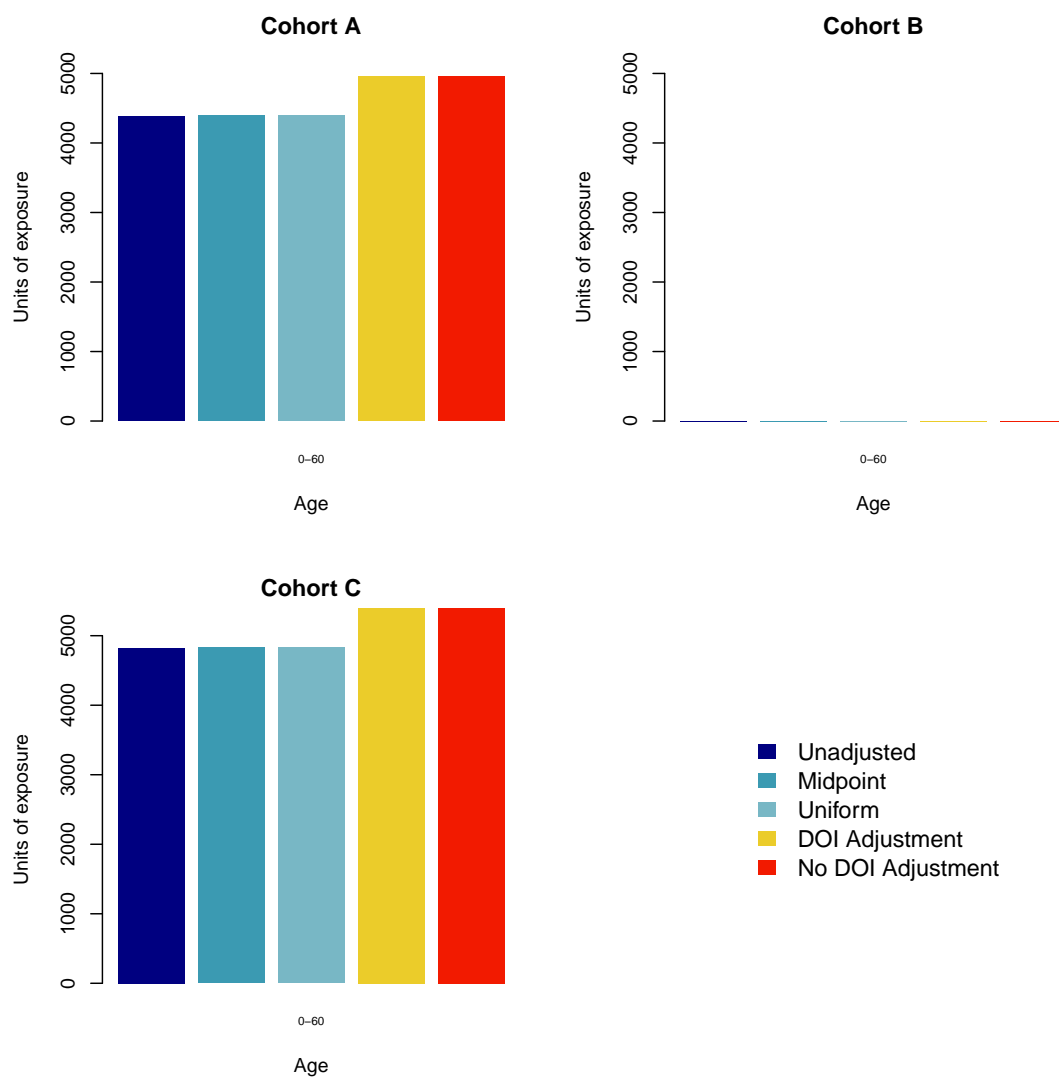 Cohort A
Units of exposure
5000
4000
3000
2000
1000
0
0−60
Age
Cohort B
Units of exposure
5000
4000
3000
2000
1000
0
0−60
Age
Cohort C
Units of exposure
5000
4000
3000
2000
1000
0
0−60
Age
Unadjusted
Midpoint
Uniform
DOI Adjustment
No DOI Adjustment